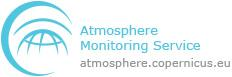 Atmosphere
Monitoring Service
atmosphere.copernicus.eu